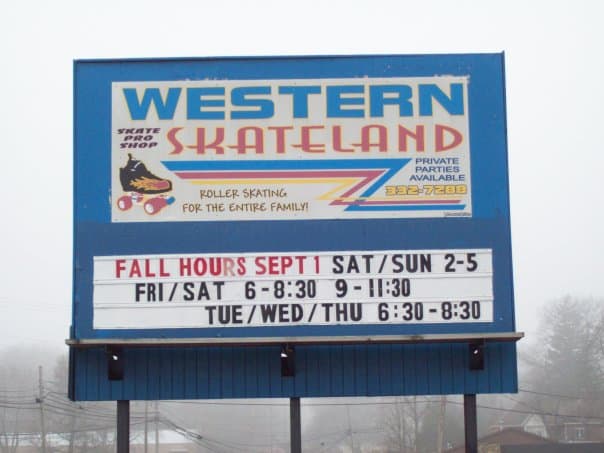 WESTERN
SKATELAND
SKATE
PRO
SHOP
PRIVATE
PARTIES
AVAILABLE
332-7288
ROLLER SKATING
FOR THE ENTIRE FAMILY!
FALL HOURS SEPT 1 SAT/SUN 2-5
FRI/SAT 6-8:30 9-11:30
TUE/WED/THU 6:30-8:30